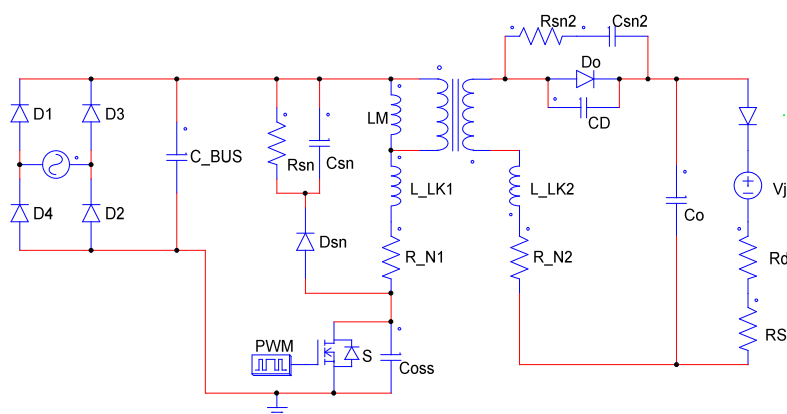 Rsn2
Csn2
Do
D1
D3
LM
CD
C_BUS
Rsn
Csn
L_LK1
L_LK2
Vj
D4
D2
Co
Dsn
R_N1
R_N2
Rd
PWM
S
Coss
RS